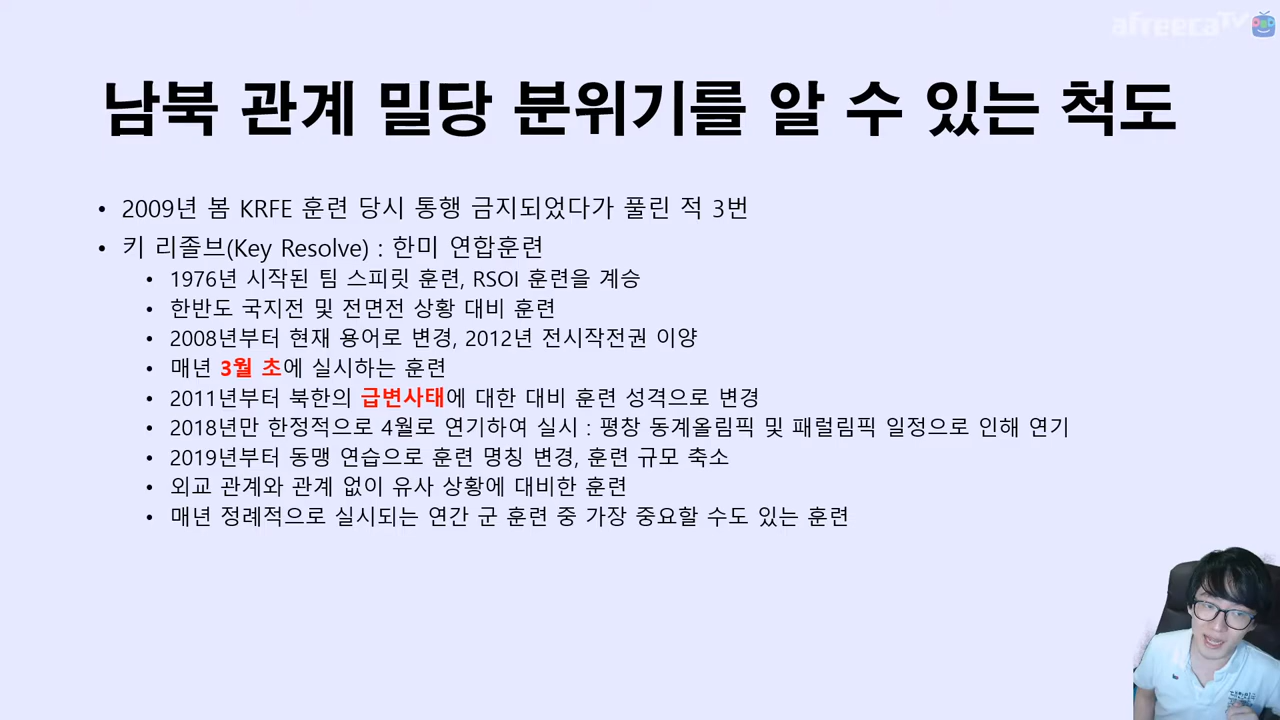 afreecaTV
남북 관계 밀당 분위기를 알 수 있는 척도
• 2009년 봄 KRFE 훈련 당시 통행 금지되었다가 풀린 적 3번
• 키 리졸브(Key Resolve) : 한미 연합훈련
• 1976년 시작된 팀 스피릿 훈련, RSOI 훈련을 계승
• 한반도 국지전 및 전면전 상황 대비 훈련
• 2008년부터 현재 용어로 변경, 2012년 전시작전권 이양
• 매년 3월 초에 실시하는 훈련
• 2011년부터 북한의 급변사태에 대한 대비 훈련 성격으로 변경
• 2018년만 한정적으로 4월로 연기하여 실시 : 평창 동계올림픽 및 패럴림픽 일정으로 인해 연기
• 2019년부터 동맹 연습으로 훈련 명칭 변경, 훈련 규모 축소
• 외교 관계와 관계 없이 유사 상황에 대비한 훈련
• 매년 정례적으로 실시되는 연간 군 훈련 중 가장 중요할 수도 있는 훈련